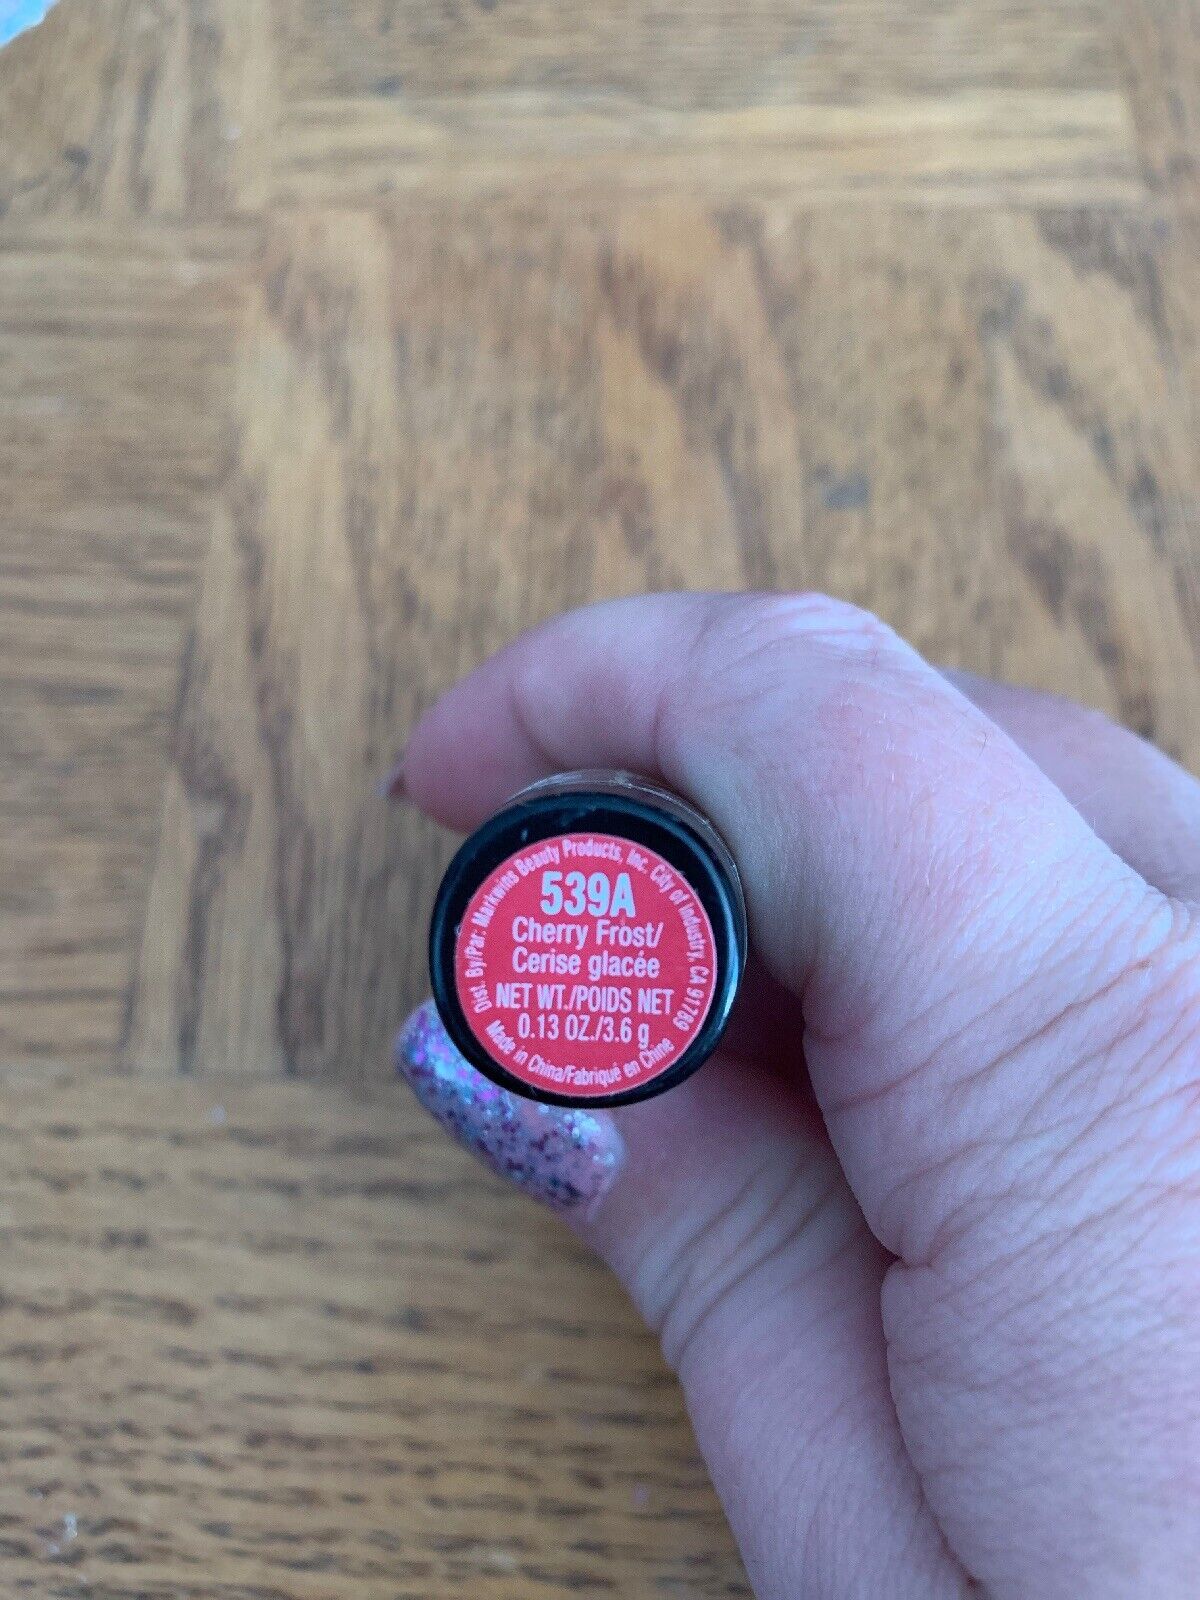 Dist. By/Par: Markwins Beauty Products, Inc. City of Industry, CA 91789
539A
Cherry Frost/
Cerise glacée
NET WT./POIDS NET
0.13 OZ./3.6 g
Made in China/Fabriqué en Chine